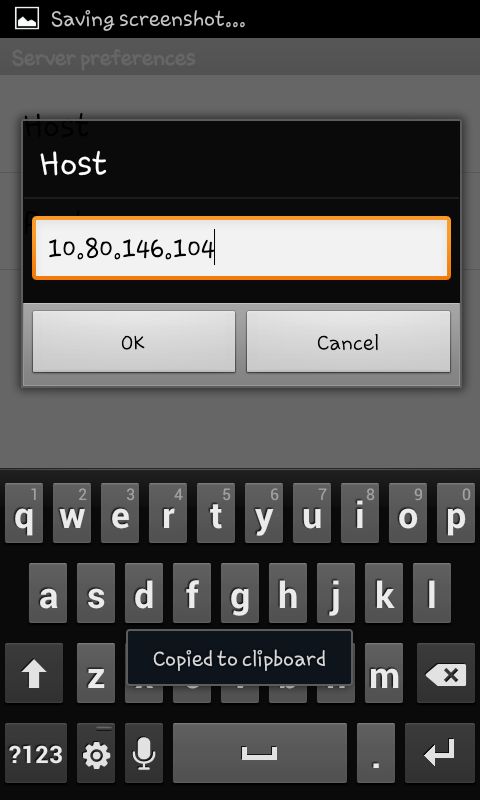 Saving screenshot...
Server preferences
Host
Host
10.80.146.104
OK
Cancel
1 2 3 4 5 6 7 8 9 0
q w e r t y u i o p
a s d f g h j k l
Copied to clipboard
z m
?123 .